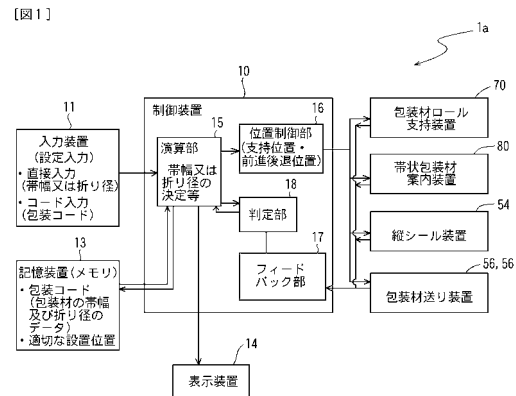 [図1]
1a
10
制御装置
11
入力装置
(設定入力)
・直接入力
(帯幅又は折り径)
・コード入力
(包装コード)
15
演算部
帯幅又は
折り径の
決定等
16
位置制御部
(支持位置・
前進後退位置)
18
判定部
17
フィード
バック部
13
記憶装置(メモリ)
・包装コード
(包装材の帯幅
及び折り径の
データ)
・適切な設置位置
14
表示装置
70
包装材ロール
支持装置
80
帯状包装材
案内装置
54
縦シール装置
56, 56
包装材送り装置